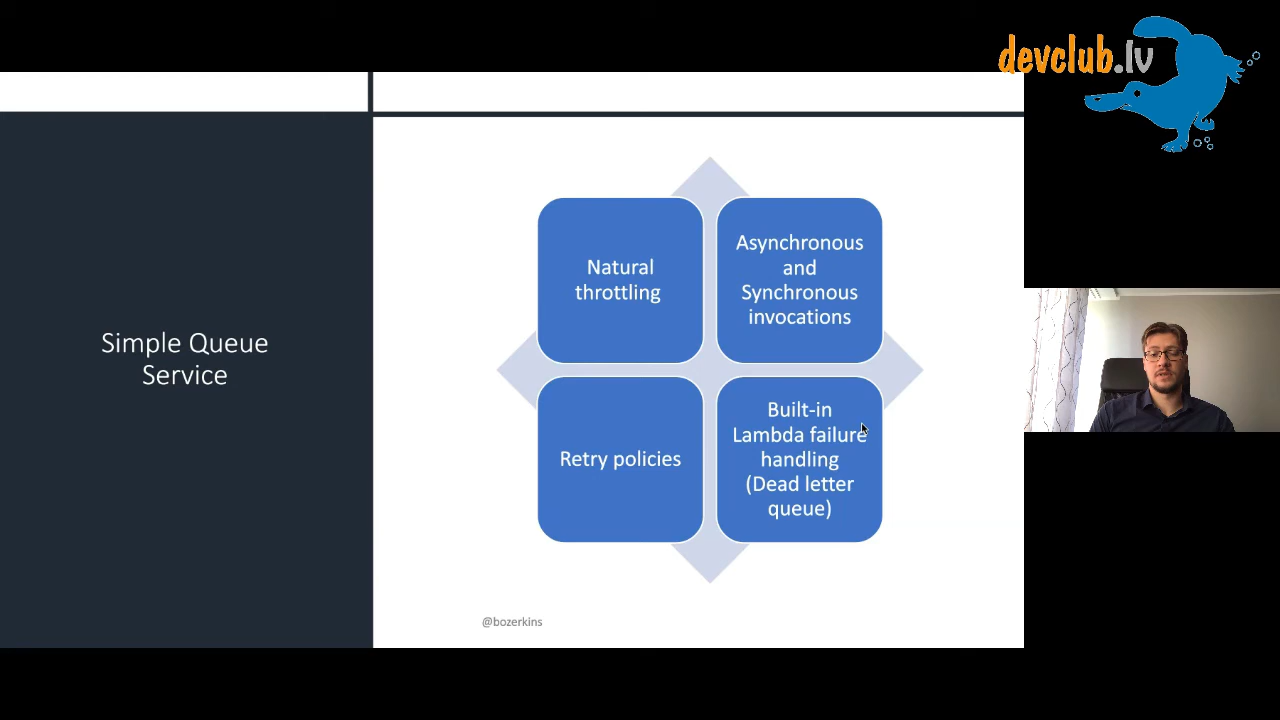 devclub.lv
Simple Queue
Service
Natural
throttling
Asynchronous
and
Synchronous
invocations
Retry policies
Built-in
Lambda failure
handling
(Dead letter
queue)
@bozerkins